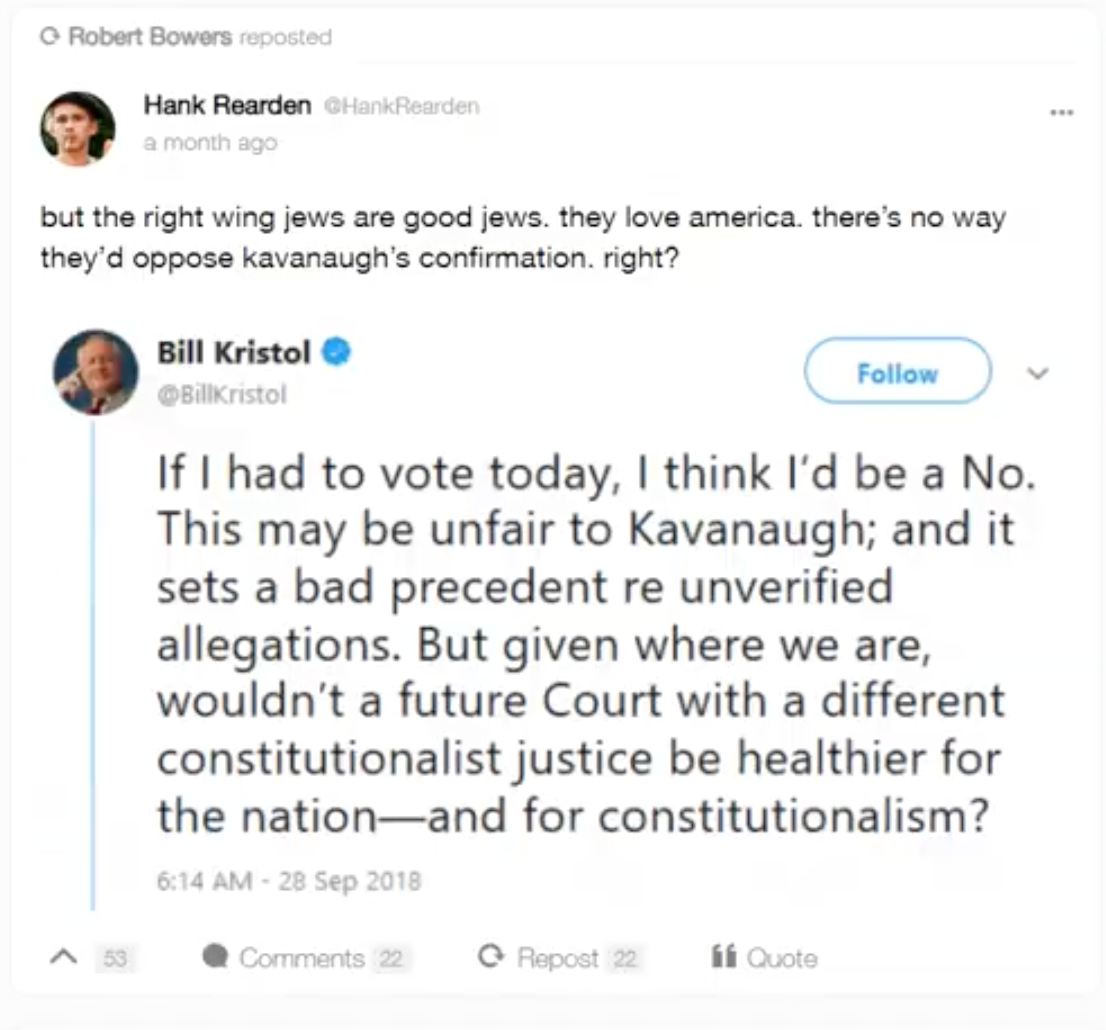 Robert Bowers reposted
Hank Rearden @HankRearden
a month ago
but the right wing jews are good jews. they love america. there's no way
they'd oppose kavanaugh's confirmation. right?
Bill Kristol
Follow
@BillKristol
If I had to vote today, I think I'd be a No.
This may be unfair to Kavanaugh; and it
sets a bad precedent re unverified
allegations. But given where we are,
wouldn't a future Court with a different
constitutionalist justice be healthier for
the nation—and for constitutionalism?
6:14 AM - 28 Sep 2018
53 Comments 22 Repost 22 Quote